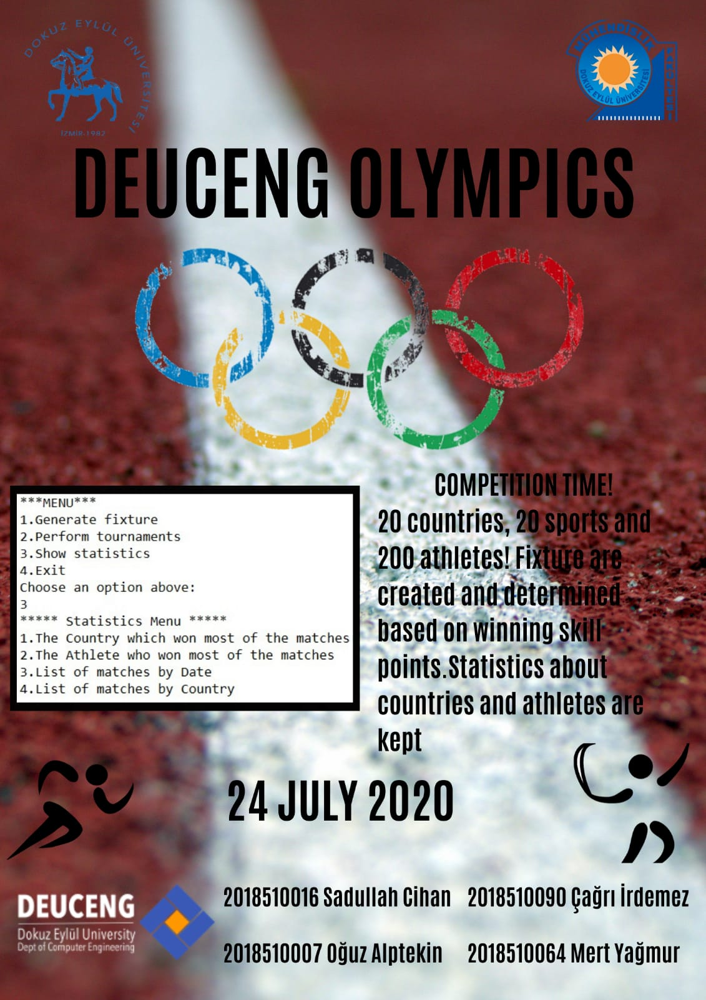 DOKUZ EYLÜL ÜNİVERSİTESİ
İZMİR-1982
MÜHENDİSLİK
FAKÜLTESİ
DOKUZ EYLÜL ÜNİVERSİTESİ
DEUCENG OLYMPICS
***MENU***
1.Generate fixture
2.Perform tournaments
3.Show statistics
4.Exit
Choose an option above:
3
***** Statistics Menu *****
1.The Country which won most of the matches
2.The Athlete who won most of the matches
3.List of matches by Date
4.List of matches by Country
COMPETITION TIME!
20 countries, 20 sports and
200 athletes! Fixture are
created and determined
based on winning skill
points.Statistics about
countries and athletes are
kept
24 JULY 2020
DEUCENG
Dokuz Eylül University
Dept of Computer Engineering
2018510016 Sadullah Cihan
2018510090 Çağrı İrdemez
2018510007 Oğuz Alptekin
2018510064 Mert Yağmur